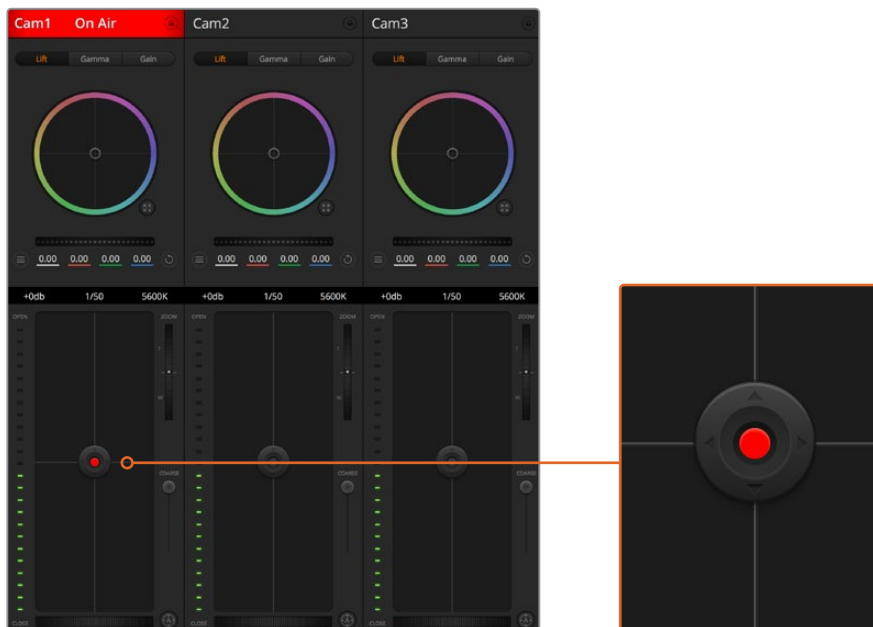 Cam1 On Air Cam2 Cam3
Lift Gamma Gain Lift Gamma Gain Lift Gamma Gain
0.00 0.00 0.00 0.00 0.00 0.00 0.00 0.00 0.00 0.00 0.00 0.00
+0db 1/50 5600K +0db 1/50 5600K +0db 1/50 5600K
OPEN ZOOM OPEN ZOOM OPEN ZOOM
T T T
W W W
COARSE COARSE COARSE
CLOSE CLOSE CLOSE